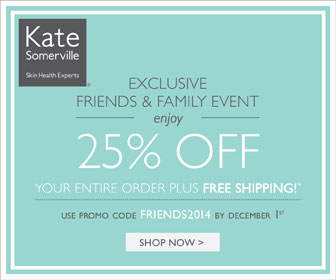 Kate
Somerville
Skin Health Experts
EXCLUSIVE
FRIENDS & FAMILY EVENT
enjoy
25% OFF
YOUR ENTIRE ORDER PLUS FREE SHIPPING!*
USE PROMO CODE FRIENDS2014 BY DECEMBER 1ST
SHOP NOW >